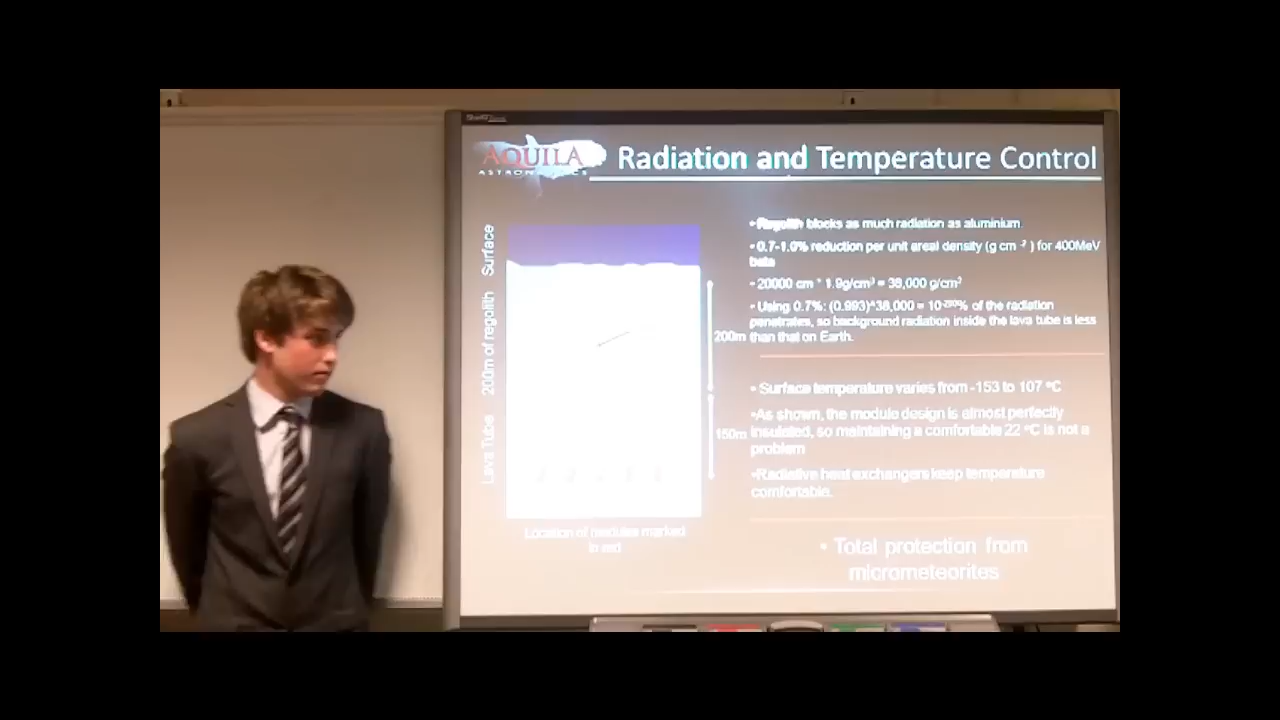 AQUILA
ASTRONAUTICS
Radiation and Temperature Control
Surface
200m of regolith
Lava Tube
200m
150m
Location of modules marked
in red
• Regolith blocks as much radiation as aluminium.
• 0.7-1.0% reduction per unit areal density (g cm⁻²) for 400MeV
beta
• 20000 cm * 1.9g/cm³ = 38,000 g/cm²
• Using 0.7%: (0.993)^38,000 = of the radiation
penetrates, so background radiation inside the lava tube is less
than that on Earth.
• Surface temperature varies from -153 to 107 °C
•As shown, the module design is almost perfectly
insulated, so maintaining a comfortable 22 °C is not a
problem
•Radiative heat exchangers keep temperature
comfortable.
• Total protection from
micrometeorites